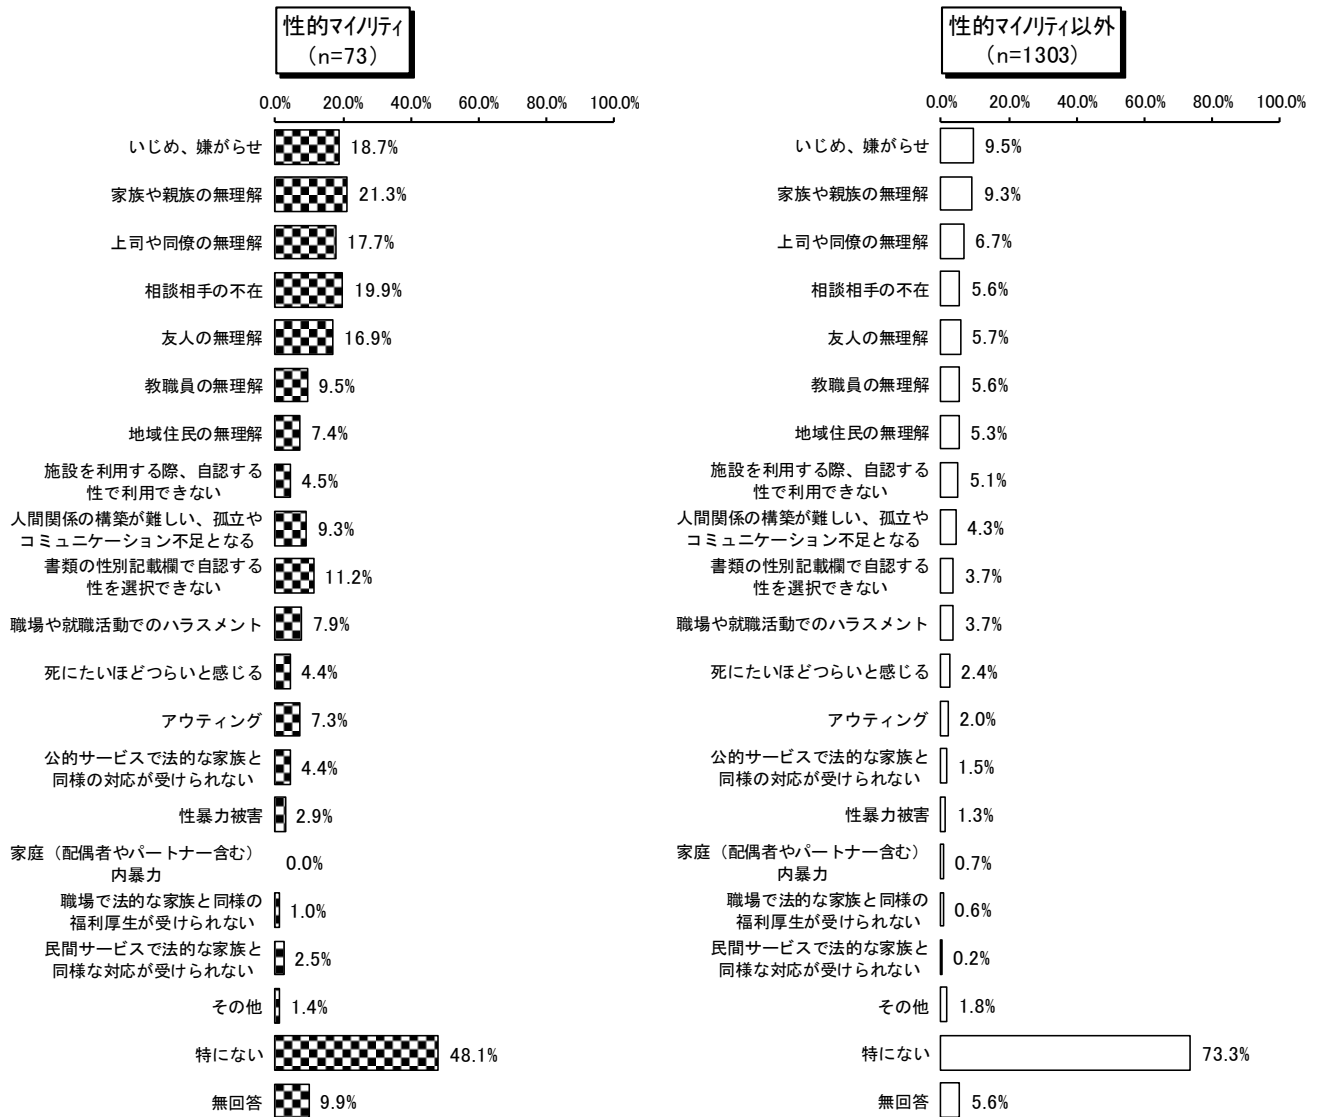 性的マイノリティ
（n=73）
0.0%
20.0%
40.0%
60.0%
80.0%
100.0%
いじめ、嫌がらせ
18.7%
家族や親族の無理解
21.3%
上司や同僚の無理解
17.7%
相談相手の不在
19.9%
友人の無理解
16.9%
教職員の無理解
9.5%
地域住民の無理解
7.4%
施設を利用する際、自認する
性で利用できない
4.5%
人間関係の構築が難しい、孤立や
コミュニケーション不足となる
9.3%
書類の性別記載欄で自認する
性を選択できない
11.2%
職場や就職活動でのハラスメント
7.9%
死にたいほどつらいと感じる
4.4%
アウティング
7.3%
公的サービスで法的な家族と
同様の対応が受けられない
4.4%
性暴力被害
2.9%
家庭（配偶者やパートナー含む）
内暴力
0.0%
職場で法的な家族と同様の
福利厚生が受けられない
1.0%
民間サービスで法的な家族と
同様な対応が受けられない
2.5%
その他
1.4%
特にない
48.1%
無回答
9.9%
性的マイノリティ以外
（n=1303）
0.0%
20.0%
40.0%
60.0%
80.0%
100.0%
いじめ、嫌がらせ
9.5%
家族や親族の無理解
9.3%
上司や同僚の無理解
6.7%
相談相手の不在
5.6%
友人の無理解
5.7%
教職員の無理解
5.6%
地域住民の無理解
5.3%
施設を利用する際、自認する
性で利用できない
5.1%
人間関係の構築が難しい、孤立や
コミュニケーション不足となる
4.3%
書類の性別記載欄で自認する
性を選択できない
3.7%
職場や就職活動でのハラスメント
3.7%
死にたいほどつらいと感じる
2.4%
アウティング
2.0%
公的サービスで法的な家族と
同様の対応が受けられない
1.5%
性暴力被害
1.3%
家庭（配偶者やパートナー含む）
内暴力
0.7%
職場で法的な家族と同様の
福利厚生が受けられない
0.6%
民間サービスで法的な家族と
同様な対応が受けられない
0.2%
その他
1.8%
特にない
73.3%
無回答
5.6%